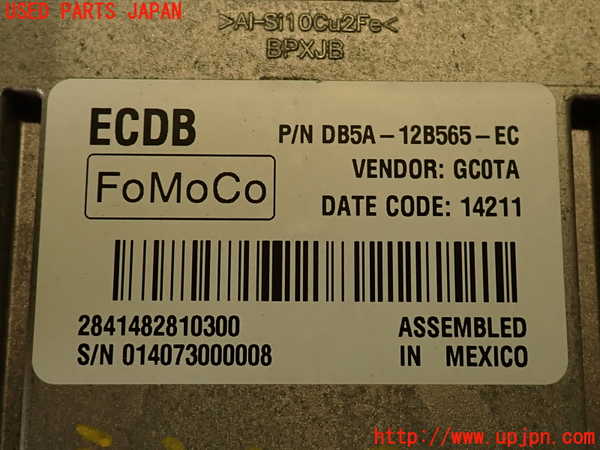 USED PARTS JAPAN
>Al-Si10Cu2Fe<
BPXJB
ECDB
P/N DB5A-12B565-EC
FoMoCo
VENDOR: GC0TA
DATE CODE: 14211
2841482810300
ASSEMBLED
S/N 014073000008
IN MEXICO
http://www.upjpn.com/